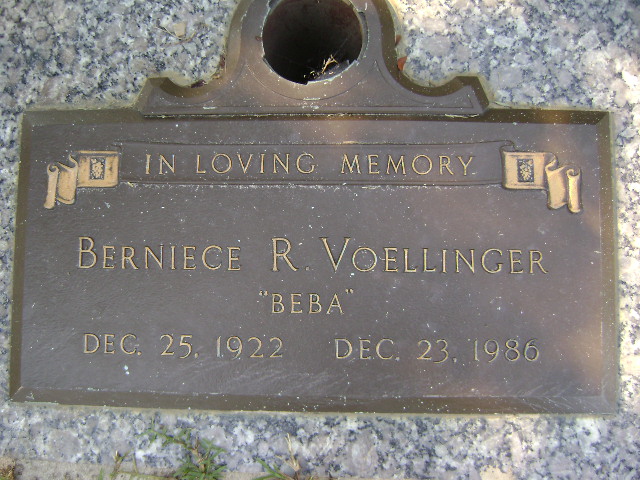 IN LOVING MEMORY
BERNIECE R. VOELLINGER
"BEBA"
DEC. 25, 1922 DEC. 23, 1986